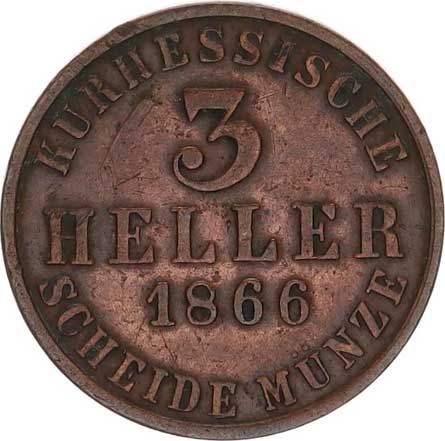 KURHESSISCHE
3
HELLER
1866
SCHEIDE MÜNZE